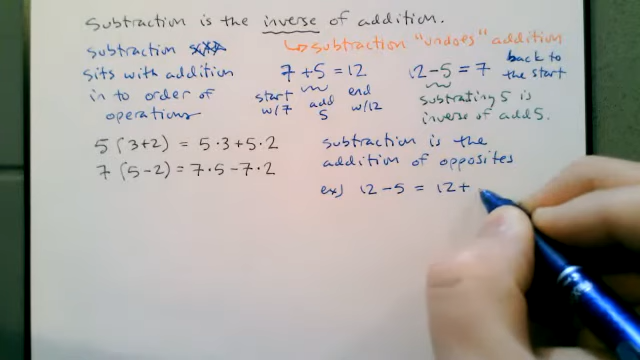 Subtraction is the inverse of addition.
↳ subtraction "undoes" addition
subtraction
sits with addition
in to order of
operations
7 + 5 = 12
start w/7
add 5
end w/12
12 - 5 = 7
back to
the start
subtrating 5 is
inverse of add 5.
5 (3+2) = 5·3+5·2
7 (5-2) = 7·5-7·2
subtraction is the
addition of opposites
ex) 12 - 5 = 12 +